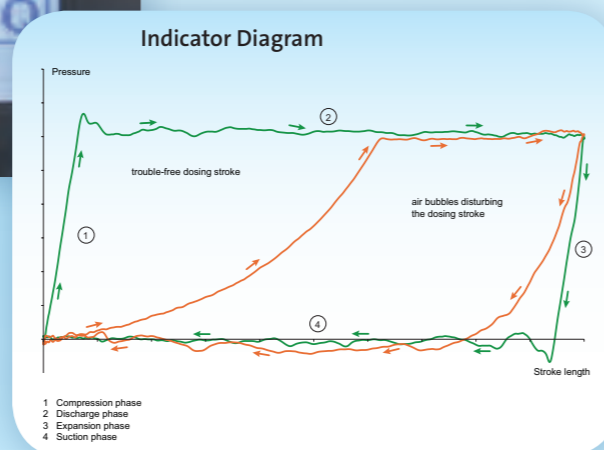 Indicator Diagram
Pressure
2
trouble-free dosing stroke
air bubbles disturbing
the dosing stroke
1
3
4
Stroke length
1 Compression phase
2 Discharge phase
3 Expansion phase
4 Suction phase